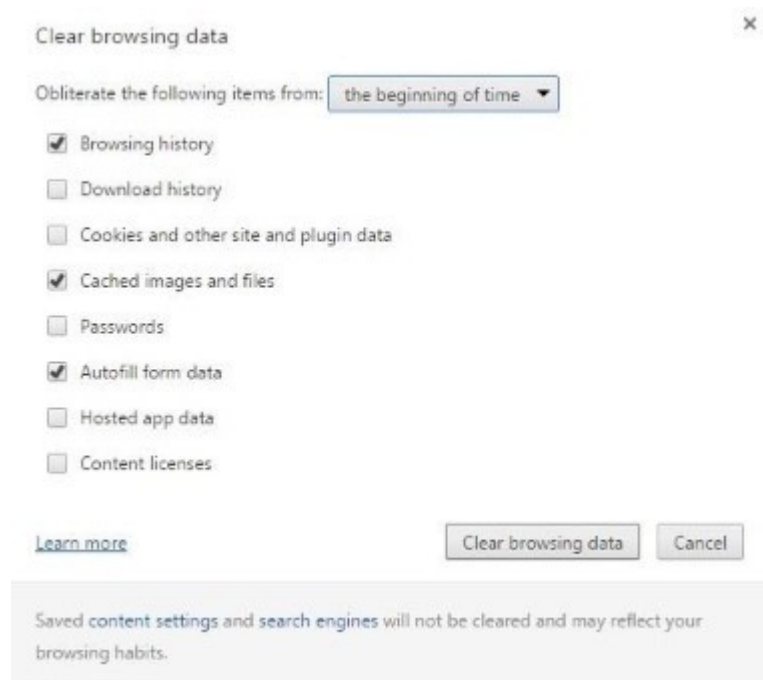 Clear browsing data
Obliterate the following items from: the beginning of time
Browsing history
Download history
Cookies and other site and plugin data
Cached images and files
Passwords
Autofill form data
Hosted app data
Content licenses
Learn more Clear browsing data Cancel
Saved content settings and search engines will not be cleared and may reflect your
browsing habits.